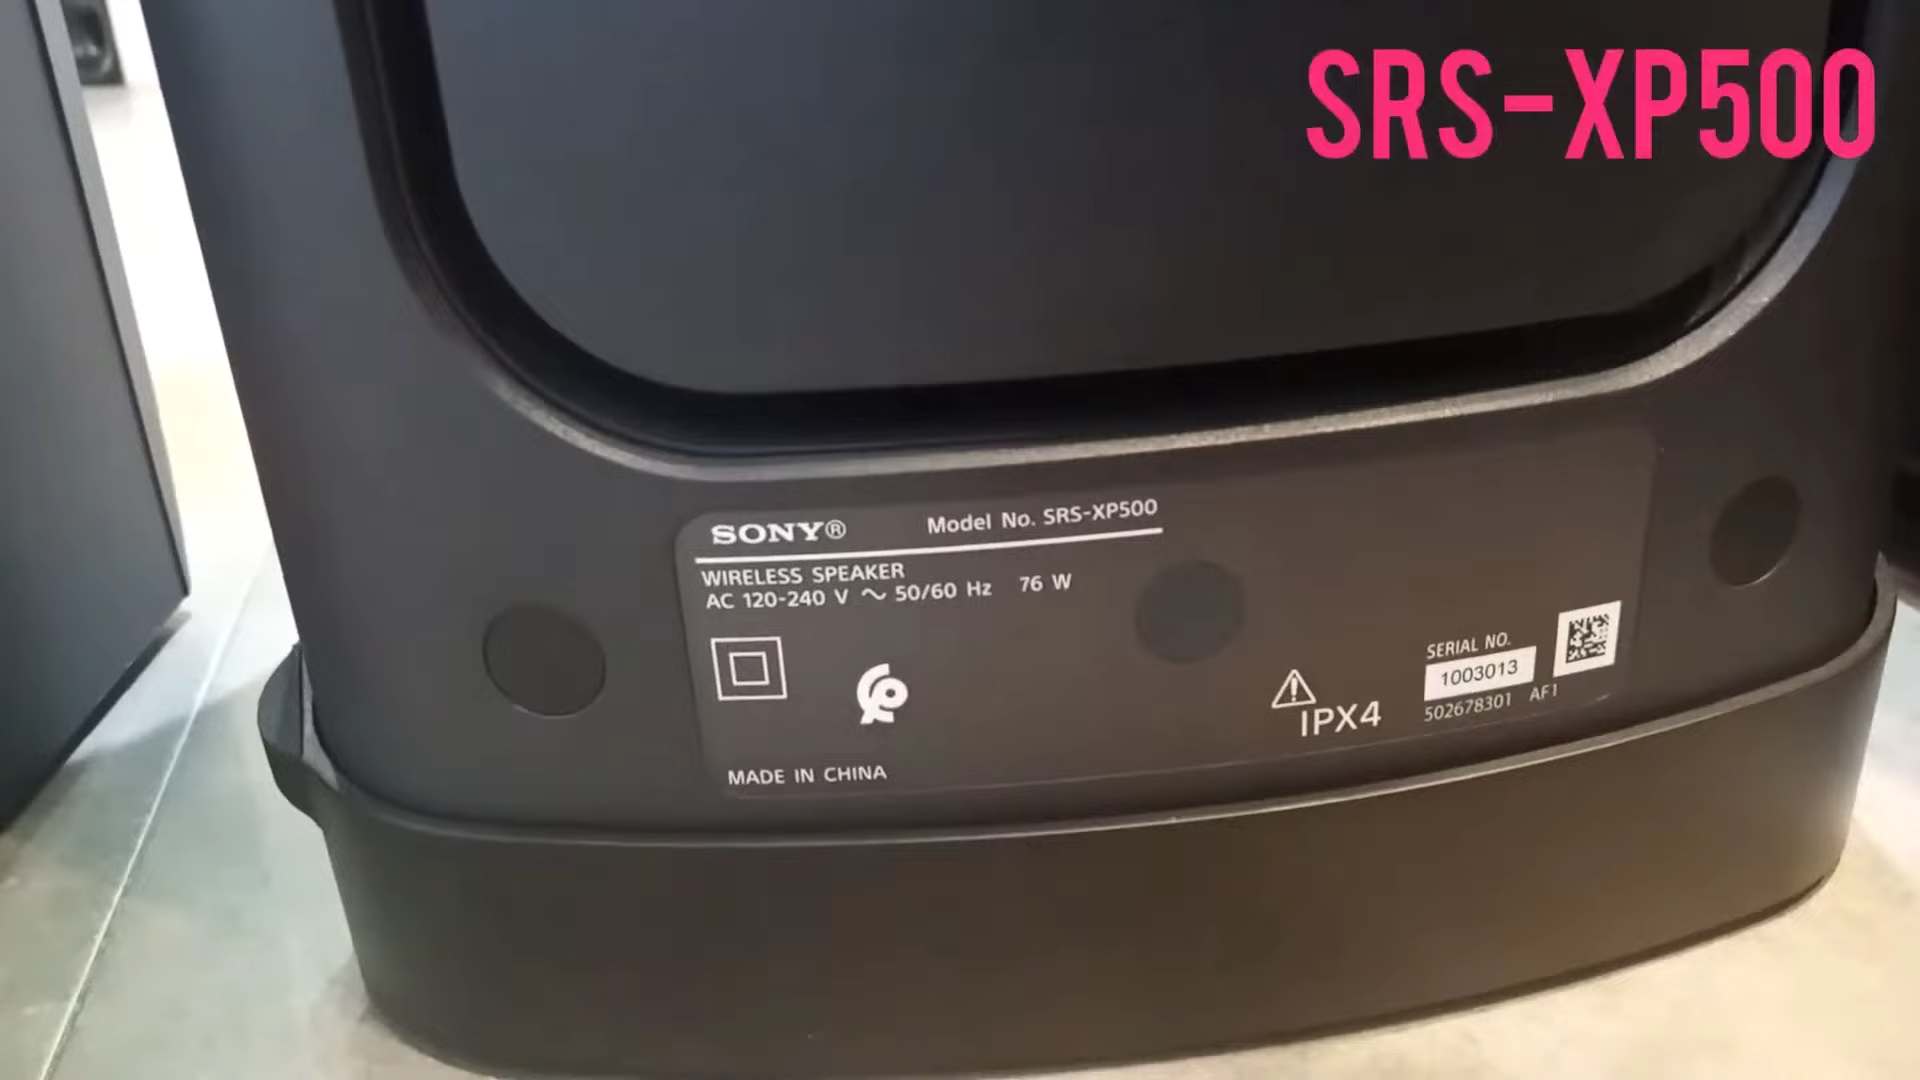 SRS-XP500
SONY® Model No. SRS-XP500
WIRELESS SPEAKER
AC 120-240 V ～ 50/60 Hz 76 W
SERIAL NO.
1003013
IPX4
502678301 AF1
MADE IN CHINA